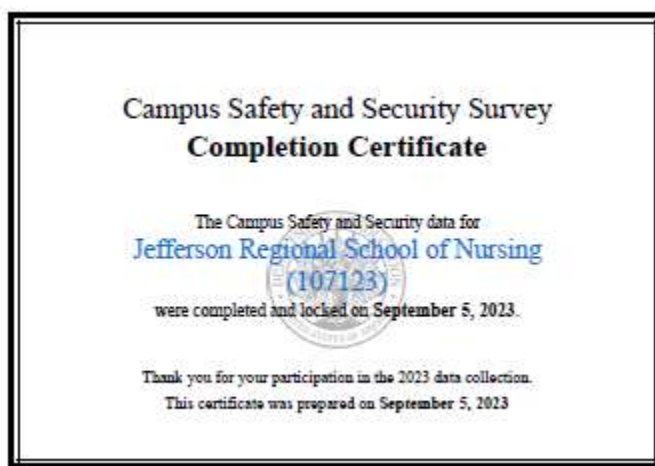 Campus Safety and Security Survey
Completion Certificate
The Campus Safety and Security data for
Jefferson Regional School of Nursing
(107123)
were completed and locked on September 5, 2023.
Thank you for your participation in the 2023 data collection.
This certificate was prepared on September 5, 2023